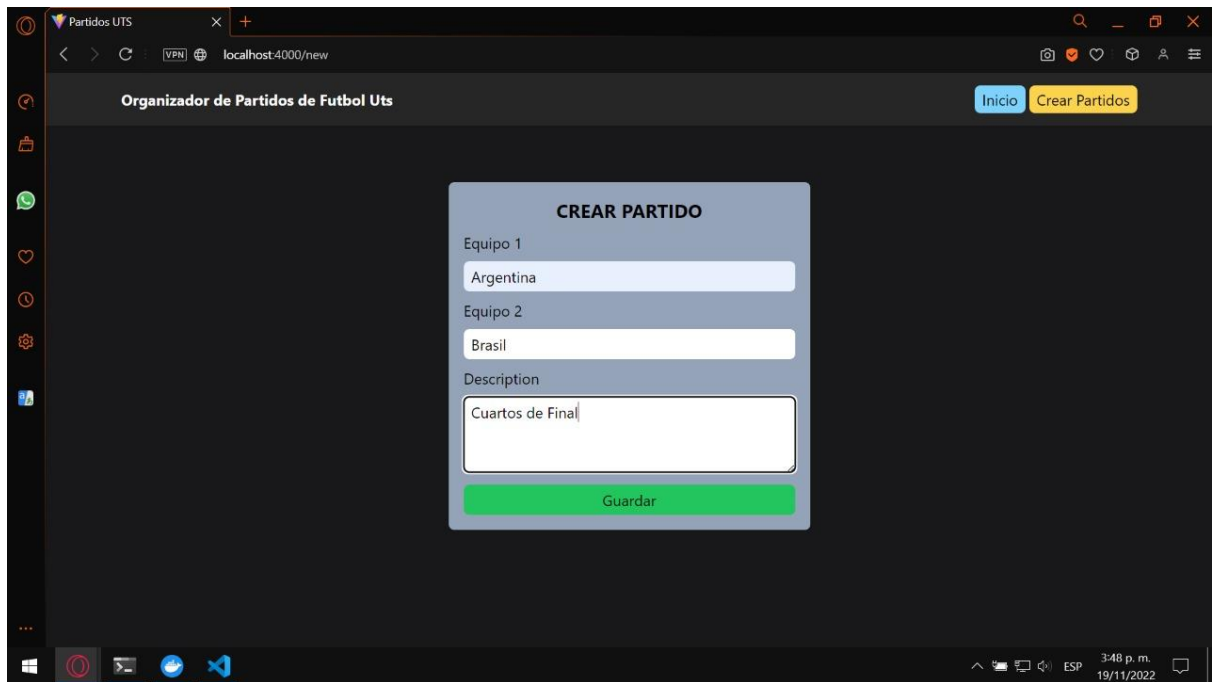 Partidos UTS
VPN localhost:4000/new
Organizador de Partidos de Futbol Uts
Inicio
Crear Partidos
CREAR PARTIDO
Equipo 1
Argentina
Equipo 2
Brasil
Description
Cuartos de Final
Guardar
ESP
3:48 p. m.
19/11/2022